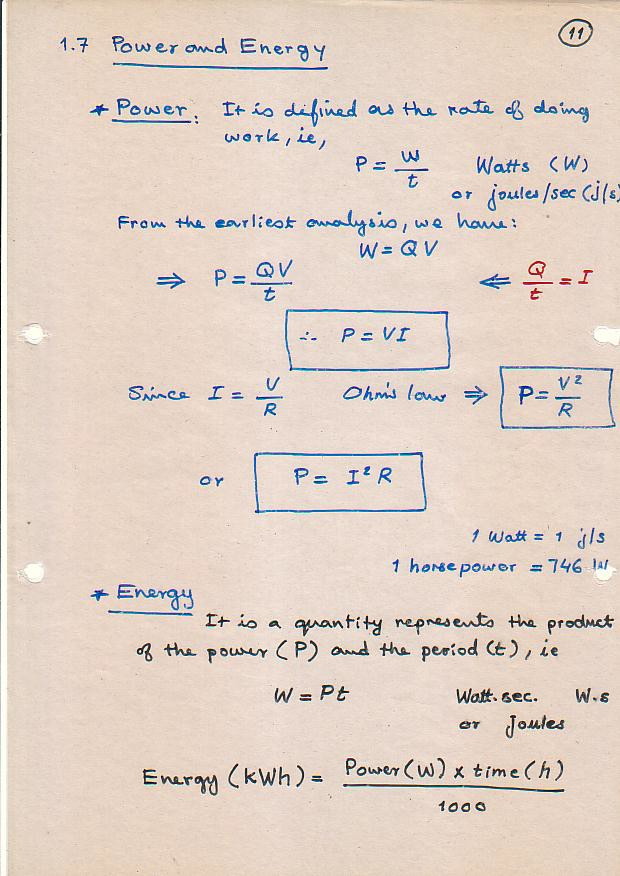 11
1.7 Power and Energy
* Power: It is difined as the rate of doing
work, ie,
P = W/t Watts (W)
or joules/sec (j/s)
From the earliest analysis, we have:
W = QV
⇒ P = QV/t ⇐ Q/t = I
∴ P = VI
Since I = V/R Ohm's law ⇒ P = V²/R
or P = I²R
1 Watt = 1 j/s
1 horsepower = 746 W
* Energy
It is a quantity represents the product
of the power (P) and the period (t), ie
W = Pt Watt.sec. W.s
or Joules
Energy (kWh) = Power(W) x time(h)
1000